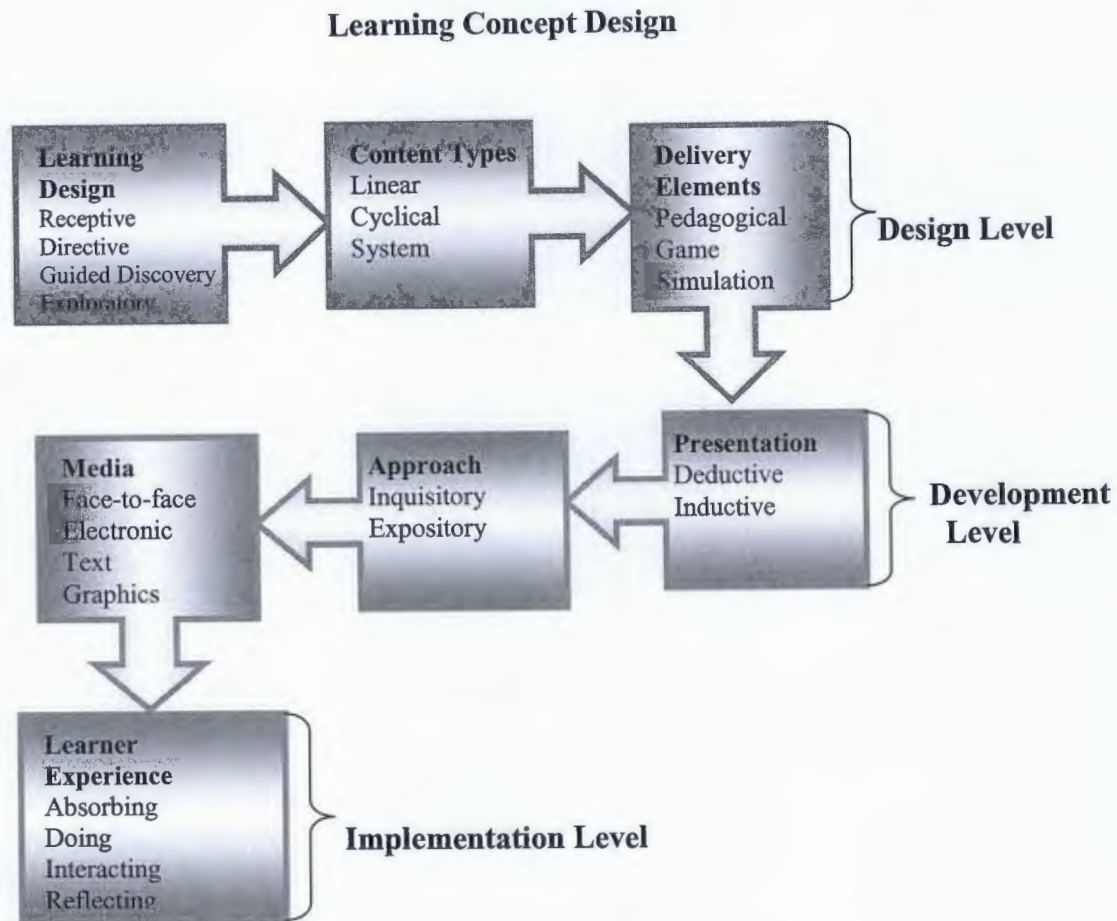 Learning Concept Design
Learning
Design
Receptive
Directive
Guided Discovery
Exploratory
Content Types
Linear
Cyclical
System
Delivery
Elements
Pedagogical
Game
Simulation
Design Level
Presentation
Deductive
Inductive
Development
Level
Approach
Inquisitory
Expository
Media
Face-to-face
Electronic
Text
Graphics
Learner
Experience
Absorbing
Doing
Interacting
Reflecting
Implementation Level